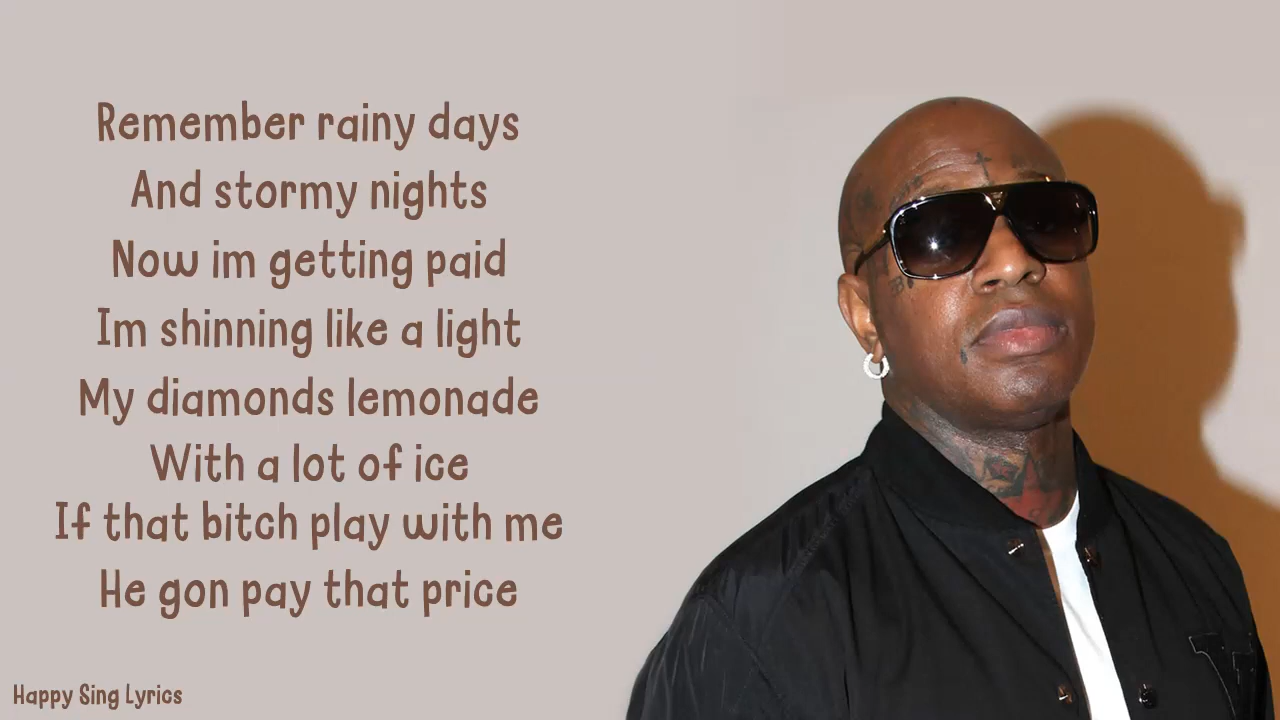 Remember rainy days
And stormy nights
Now im getting paid
Im shinning like a light
My diamonds lemonade
With a lot of ice
If that bitch play with me
He gon pay that price
Happy Sing Lyrics